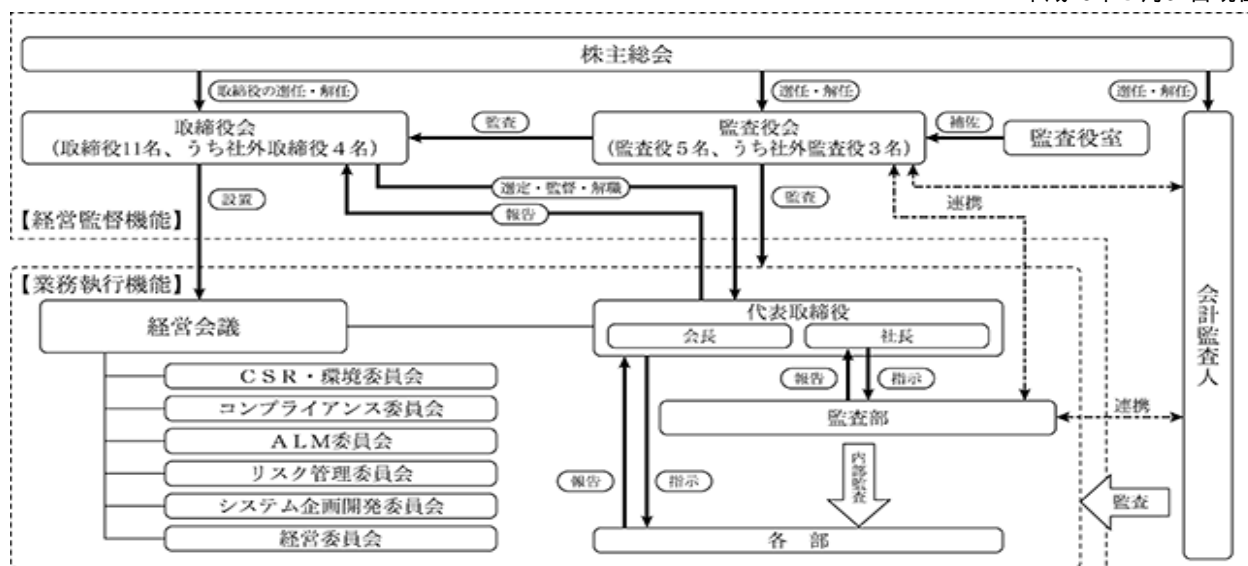 株主総会
取締役の選任・解任
選任・解任
選任・解任
取締役会
(取締役11名、うち社外取締役4名)
監査
監査役会
(監査役5名、うち社外監査役3名)
補佐
監査役室
設置
選定・監督・解職
報告
監査
連携
【経営監督機能】
【業務執行機能】
経営会議
代表取締役
会長
社長
会計監査人
CSR・環境委員会
コンプライアンス委員会
ALM委員会
リスク管理委員会
システム企画開発委員会
経営委員会
報告
指示
監査部
連携
報告
指示
内部監査
監査
各 部